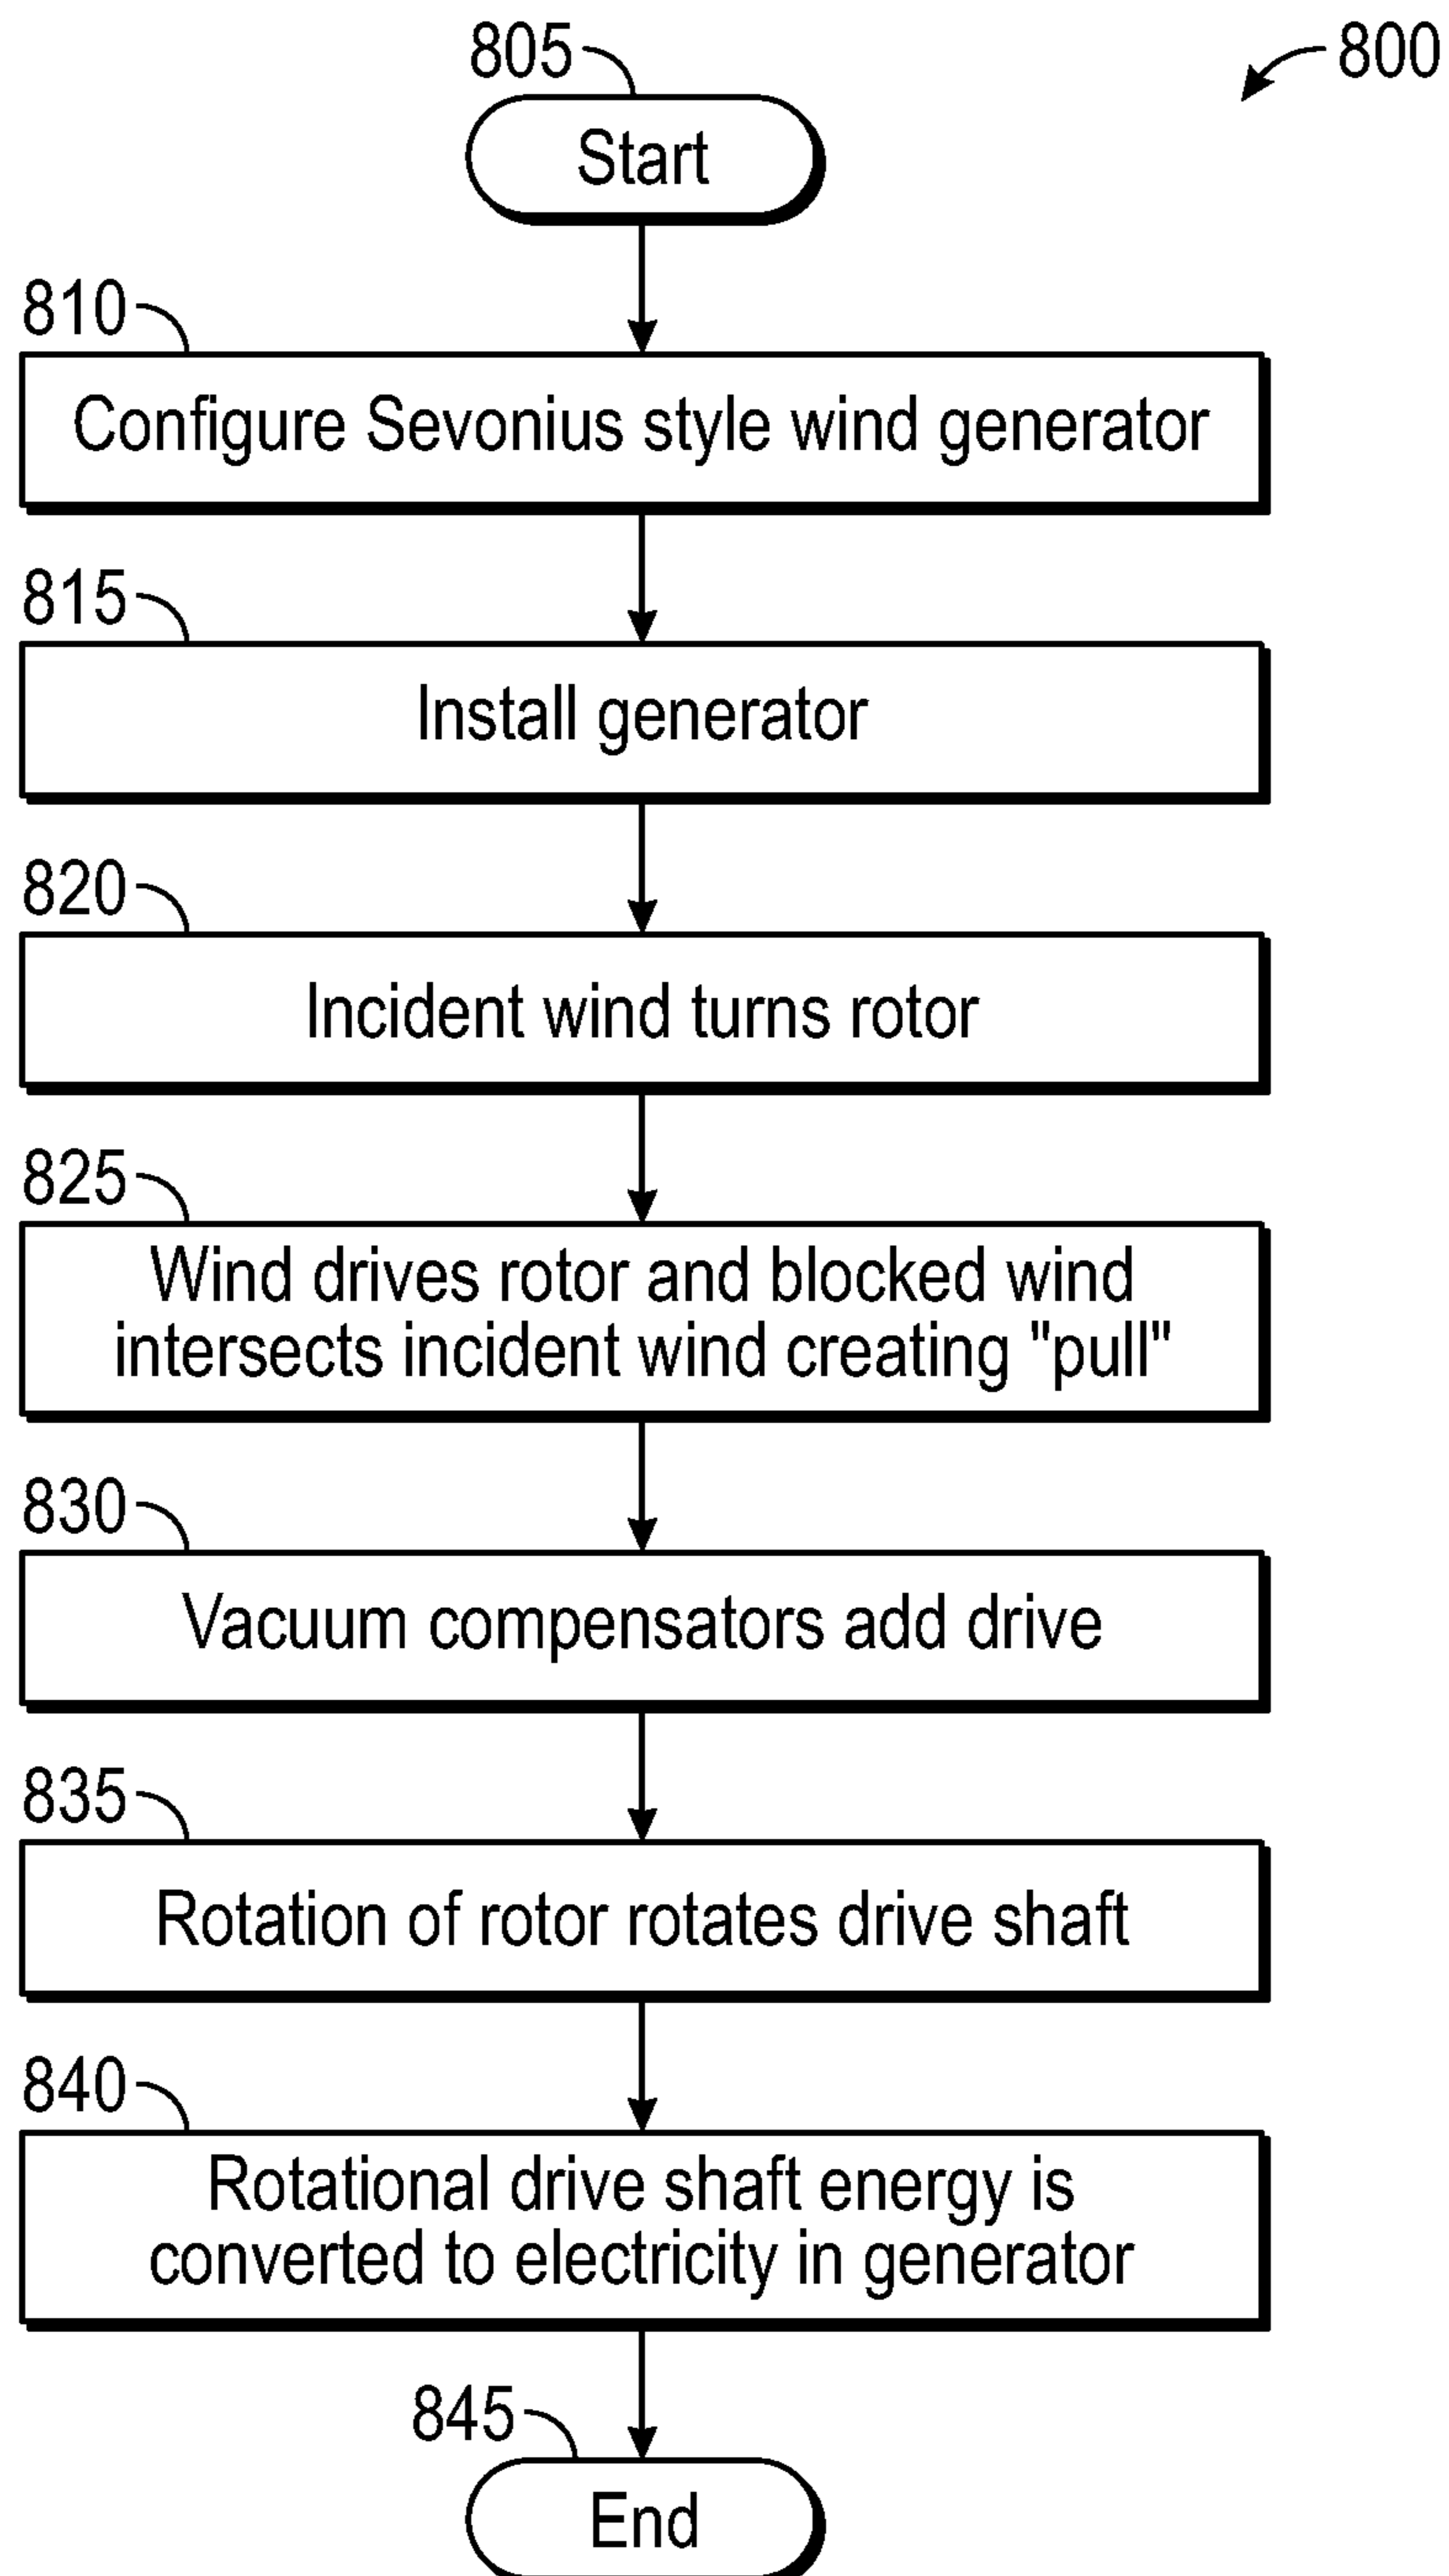 805
800
Start
810
Configure Sevonius style wind generator
815
Install generator
820
Incident wind turns rotor
825
Wind drives rotor and blocked wind
intersects incident wind creating "pull"
830
Vacuum compensators add drive
835
Rotation of rotor rotates drive shaft
840
Rotational drive shaft energy is
converted to electricity in generator
845
End